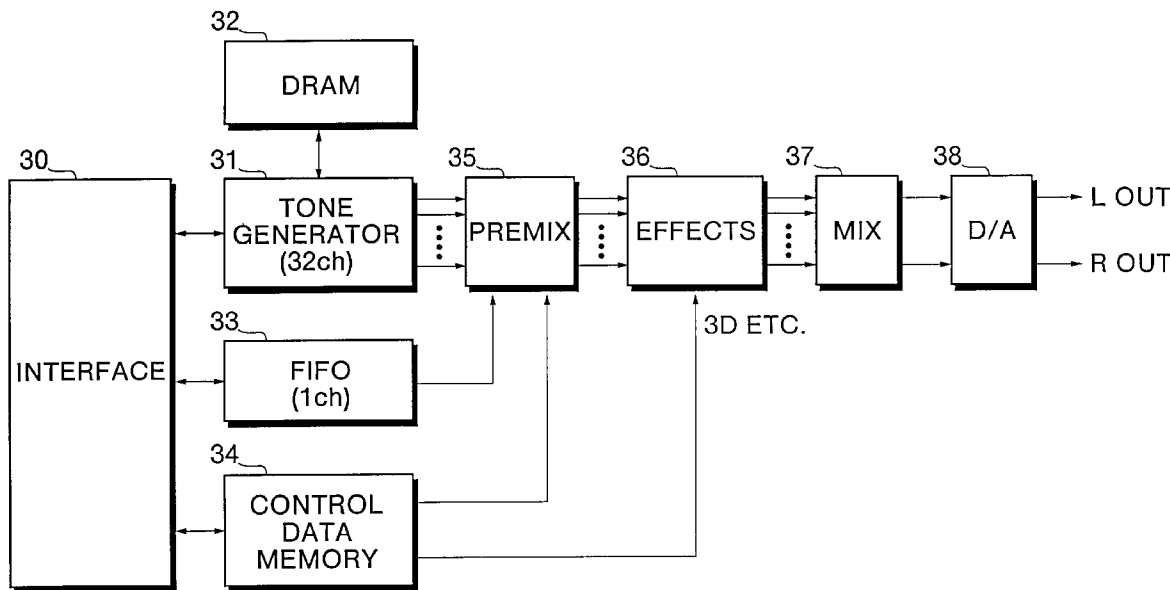 32
DRAM
30
INTERFACE
31
TONE
GENERATOR
(32ch)
35
PREMIX
36
EFFECTS
37
MIX
38
D/A
L OUT
R OUT
3D ETC.
33
FIFO
(1ch)
34
CONTROL
DATA
MEMORY